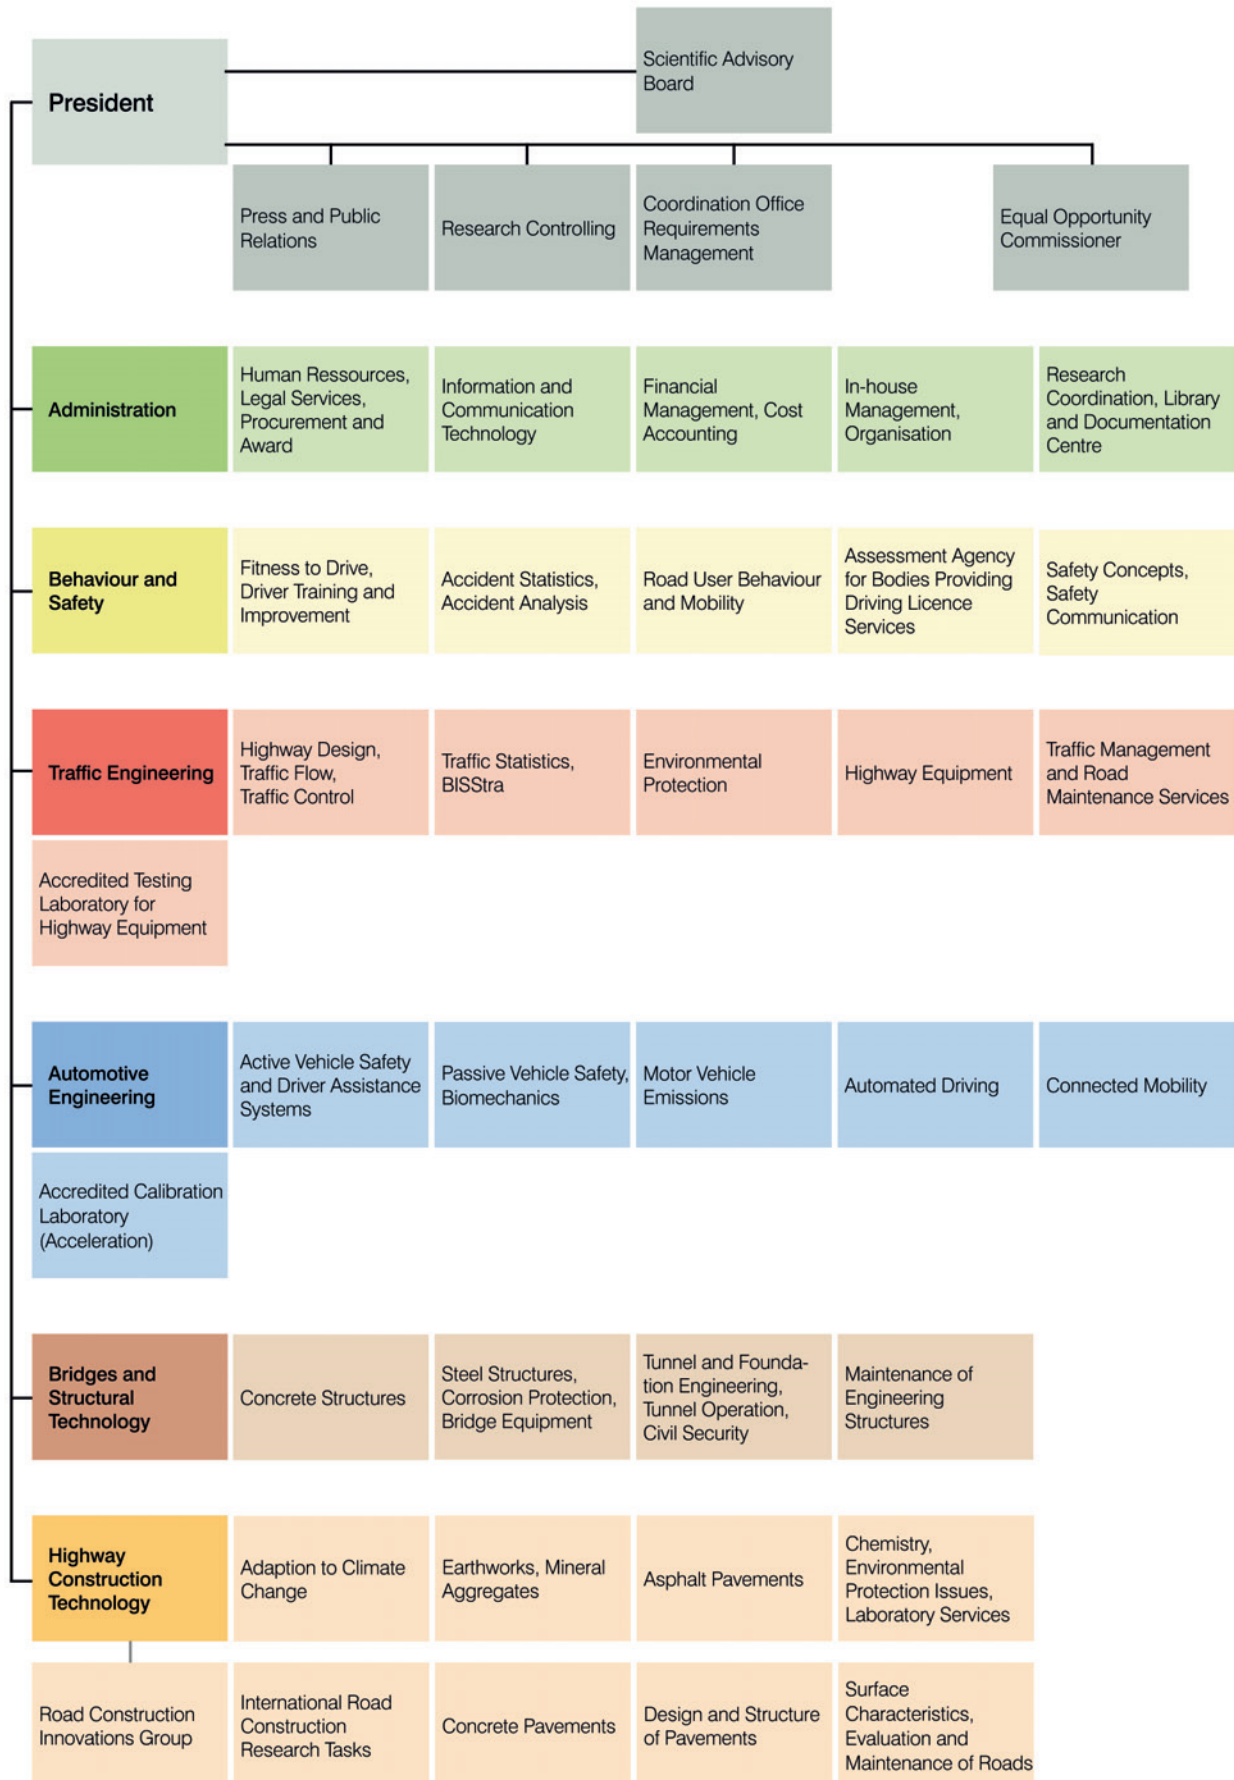 Scientific Advisory
Board
President
Press and Public
Relations
Research Controlling
Coordination Office
Requirements
Management
Equal Opportunity
Commissioner
Administration
Human Ressources,
Legal Services,
Procurement and
Award
Information and
Communication
Technology
Financial
Management, Cost
Accounting
In-house
Management,
Organisation
Research
Coordination, Library
and Documentation
Centre
Behaviour and
Safety
Fitness to Drive,
Driver Training and
Improvement
Accident Statistics,
Accident Analysis
Road User Behaviour
and Mobility
Assessment Agency
for Bodies Providing
Driving Licence
Services
Safety Concepts,
Safety
Communication
Traffic Engineering
Highway Design,
Traffic Flow,
Traffic Control
Traffic Statistics,
BISStra
Environmental
Protection
Highway Equipment
Traffic Management
and Road
Maintenance Services
Accredited Testing
Laboratory for
Highway Equipment
Automotive
Engineering
Active Vehicle Safety
and Driver Assistance
Systems
Passive Vehicle Safety,
Biomechanics
Motor Vehicle
Emissions
Automated Driving
Connected Mobility
Accredited Calibration
Laboratory
(Acceleration)
Bridges and
Structural
Technology
Concrete Structures
Steel Structures,
Corrosion Protection,
Bridge Equipment
Tunnel and Founda-
tion Engineering,
Tunnel Operation,
Civil Security
Maintenance of
Engineering
Structures
Highway
Construction
Technology
Adaption to Climate
Change
Earthworks, Mineral
Aggregates
Asphalt Pavements
Chemistry,
Environmental
Protection Issues,
Laboratory Services
Road Construction
Innovations Group
International Road
Construction
Research Tasks
Concrete Pavements
Design and Structure
of Pavements
Surface
Characteristics,
Evaluation and
Maintenance of Roads